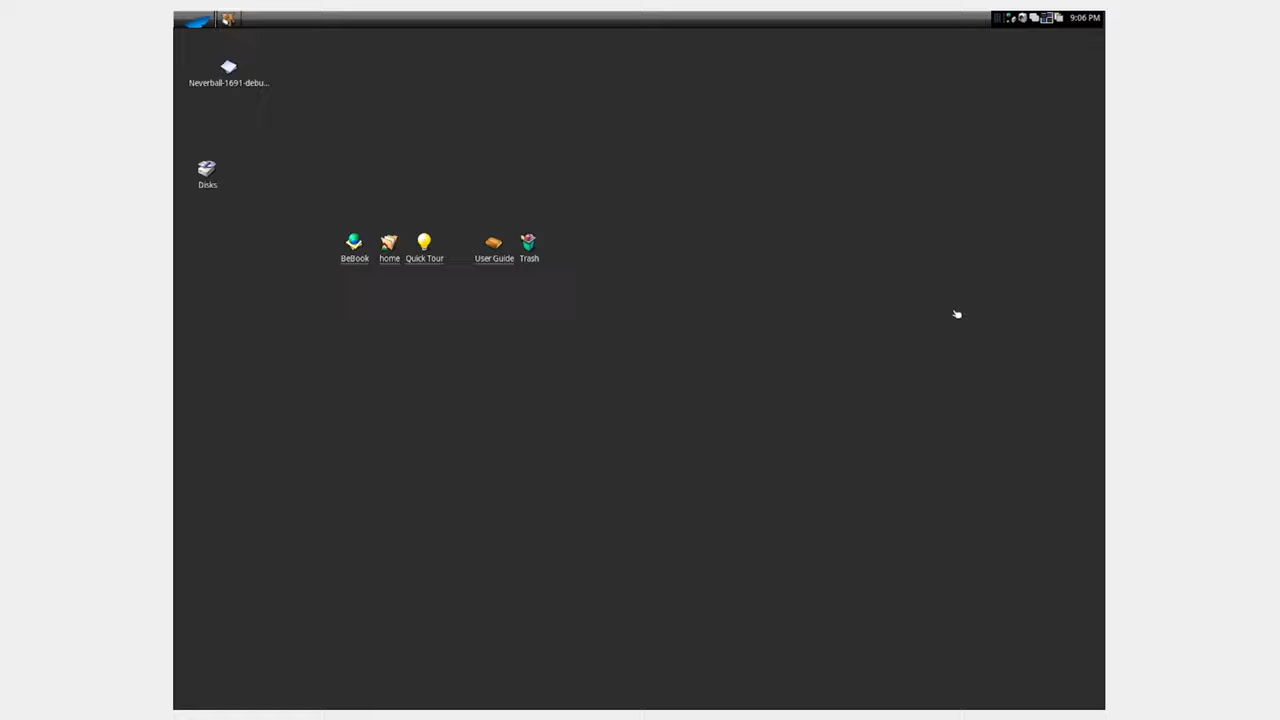 9:06 PM
Neverball-1691-debu...
Disks
BeBook
home
Quick Tour
User Guide
Trash